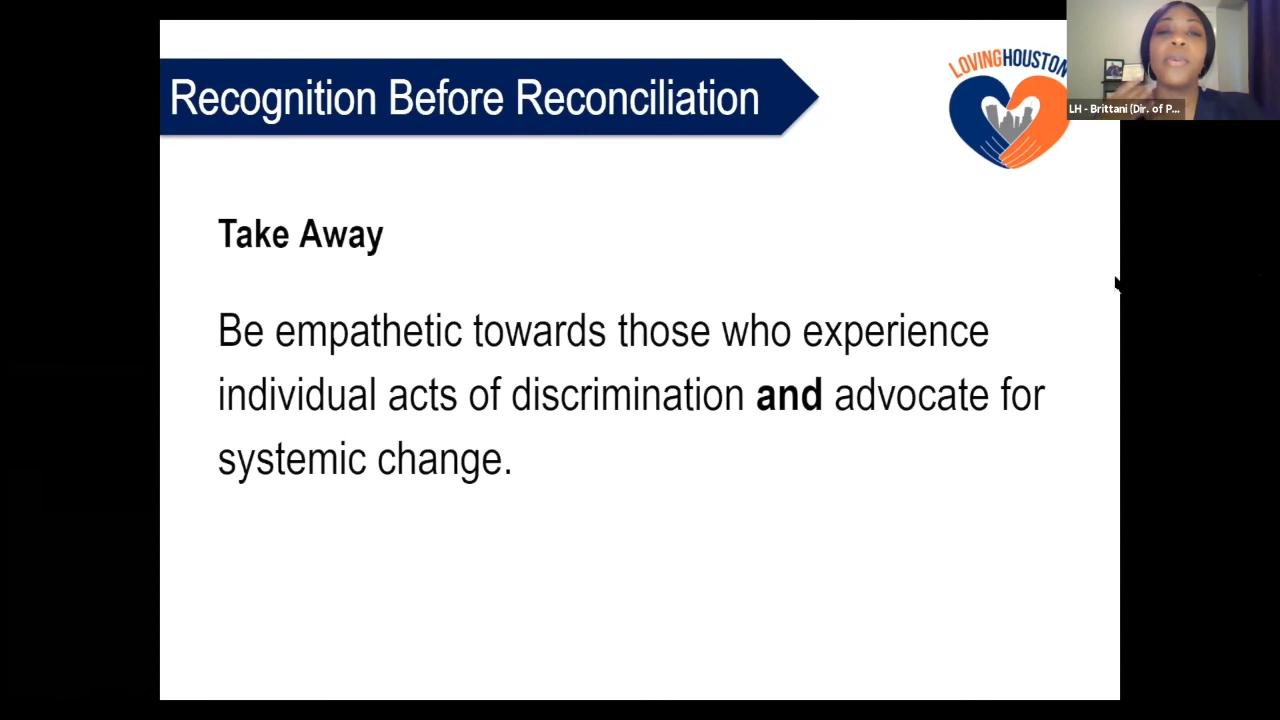 Recognition Before Reconciliation
LOVINGHOUSTON
LH - Brittani (Dir. of P...
Take Away
Be empathetic towards those who experience
individual acts of discrimination and advocate for
systemic change.